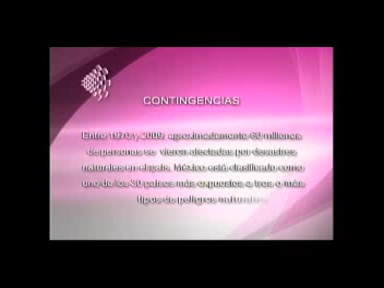 CONTINGENCIAS
Entre 1970 y 2009, aproximadamente 60 millones
de personas se vieron afectadas por desastres
naturales en el país. México está clasificado como
uno de los 30 países más expuestos a tres o más
tipos de peligros naturales